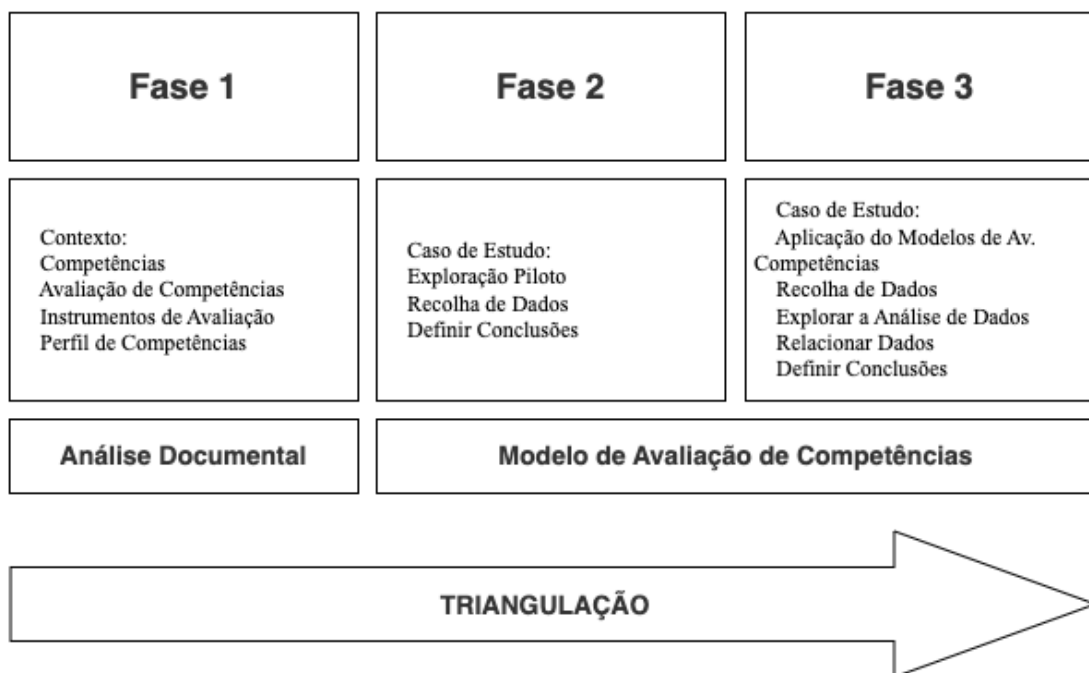 Fase 1
Fase 2
Fase 3
Contexto:
Competências
Avaliação de Competências
Instrumentos de Avaliação
Perfil de Competências
Caso de Estudo:
Exploração Piloto
Recolha de Dados
Definir Conclusões
Caso de Estudo:
Aplicação do Modelos de Av.
Competências
Recolha de Dados
Explorar a Análise de Dados
Relacionar Dados
Definir Conclusões
Análise Documental
Modelo de Avaliação de Competências
TRIANGULAÇÃO